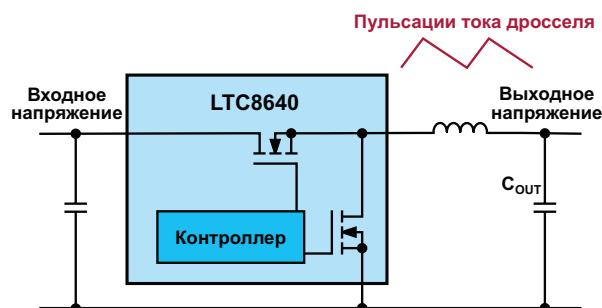 Пульсации тока дросселя
Входное
напряжение
LTC8640
Выходное
напряжение
COUT
Контроллер